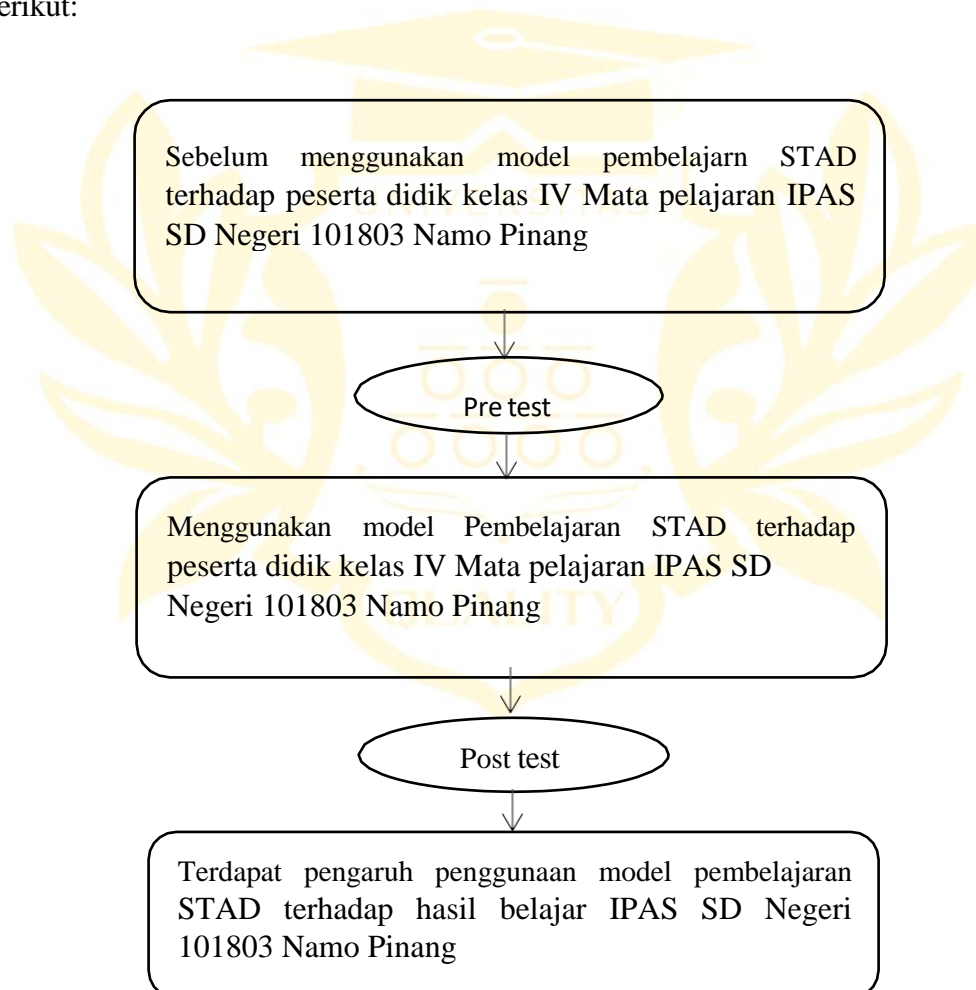 erikut:
Sebelum menggunakan model pembelajarn STAD
terhadap peserta didik kelas IV Mata pelajaran IPAS
SD Negeri 101803 Namo Pinang
Pre test
Menggunakan model Pembelajaran STAD terhadap
peserta didik kelas IV Mata pelajaran IPAS SD
Negeri 101803 Namo Pinang
QUALITY
Post test
Terdapat pengaruh penggunaan model pembelajaran
STAD terhadap hasil belajar IPAS SD Negeri
101803 Namo Pinang